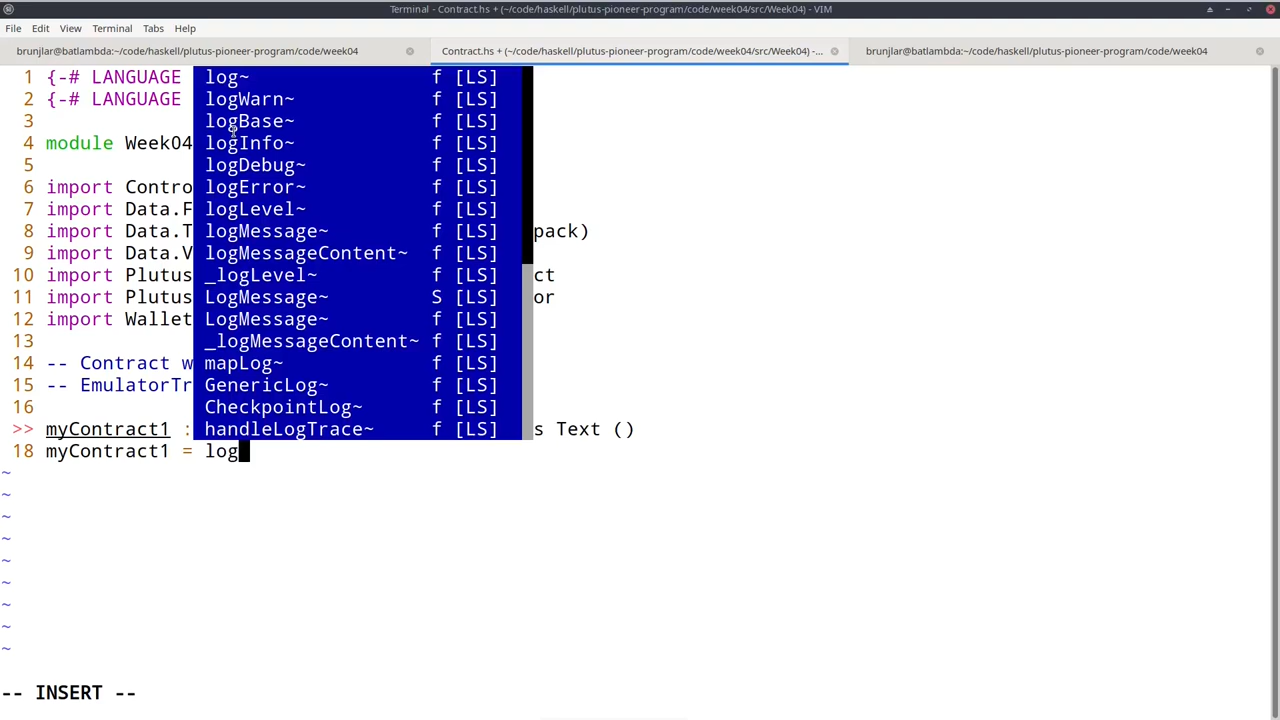 Terminal - Contract.hs + (~/code/haskell/plutus-pioneer-program/code/week04/src/Week04) - VIM
File Edit View Terminal Tabs Help
brunjlar@batlambda:~/code/haskell/plutus-pioneer-program/code/week04
Contract.hs + (~/code/haskell/plutus-pioneer-program/code/week04/src/Week04) -...
brunjlar@batlambda:~/code/haskell/plutus-pioneer-program/code/week04
1 {-# LANGUAGE log~ f [LS]
2 {-# LANGUAGE logWarn~ f [LS]
3 logBase~ f [LS]
4 module Week04 logInfo~ f [LS]
5 logDebug~ f [LS]
6 import Contro logError~ f [LS]
7 import Data.F logLevel~ f [LS]
8 import Data.T logMessage~ f [LS] pack)
9 import Data.V logMessageContent~ f [LS]
10 import Plutus _logLevel~ f [LS] ct
11 import Plutus LogMessage~ S [LS] or
12 import Wallet LogMessage~ f [LS]
13 _logMessageContent~ f [LS]
14 -- Contract w mapLog~ f [LS]
15 -- EmulatorTr GenericLog~ f [LS]
16 CheckpointLog~ f [LS]
>> myContract1 : handleLogTrace~ f [LS] s Text ()
18 myContract1 = log
~
~
~
~
~
~
~
~
~
-- INSERT --